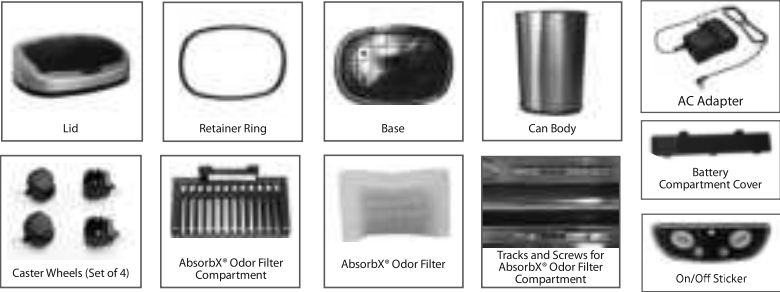 Lid
Retainer Ring
Base
Can Body
AC Adapter
Battery
Compartment Cover
Caster Wheels (Set of 4)
AbsorbX® Odor Filter
Compartment
AbsorbX® Odor Filter
Tracks and Screws for
AbsorbX® Odor Filter
Compartment
On/Off Sticker